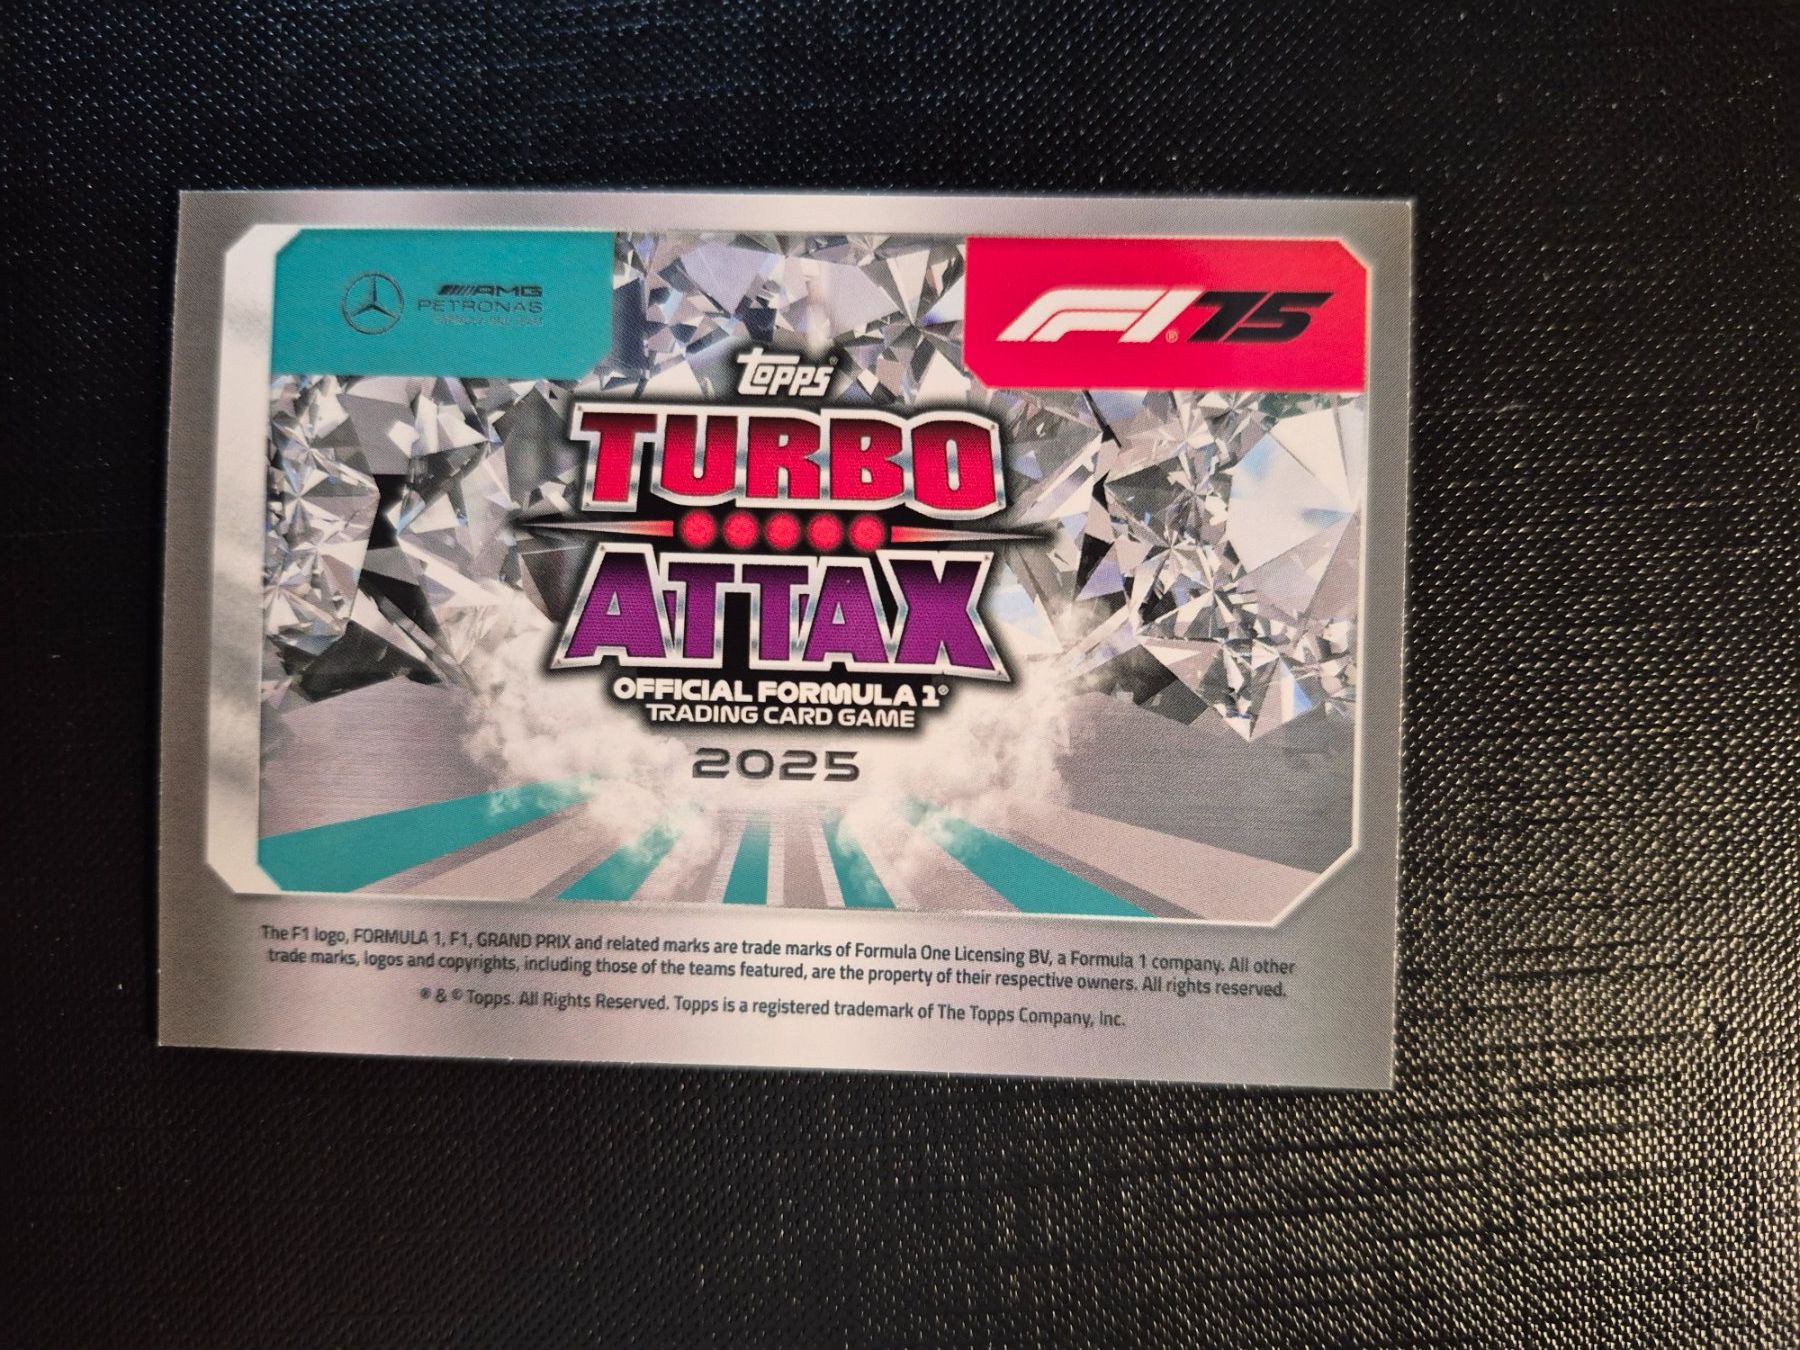 AMG
PETRONAS
F1® 75
Topps®
TURBO
ATTAX
OFFICIAL FORMULA 1®
TRADING CARD GAME
2025
The F1 logo, FORMULA 1, F1, GRAND PRIX and related marks are trade marks of Formula One Licensing BV, a Formula 1 company. All other
trade marks, logos and copyrights, including those of the teams featured, are the property of their respective owners. All rights reserved.
® & © Topps. All Rights Reserved. Topps is a registered trademark of The Topps Company, Inc.